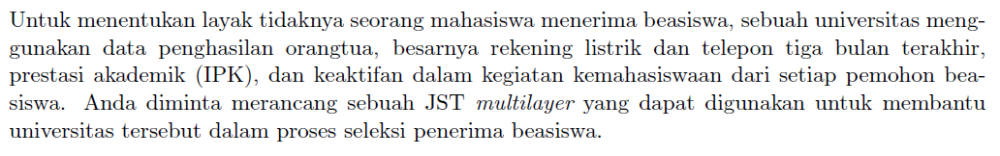 Untuk menentukan layak tidaknya seorang mahasiswa menerima beasiswa, sebuah universitas meng-
gunakan data penghasilan orangtua, besarnya rekening listrik dan telepon tiga bulan terakhir,
prestasi akademik (IPK), dan keaktifan dalam kegiatan kemahasiswaan dari setiap pemohon bea-
siswa. Anda diminta merancang sebuah JST multilayer yang dapat digunakan untuk membantu
universitas tersebut dalam proses seleksi penerima beasiswa.